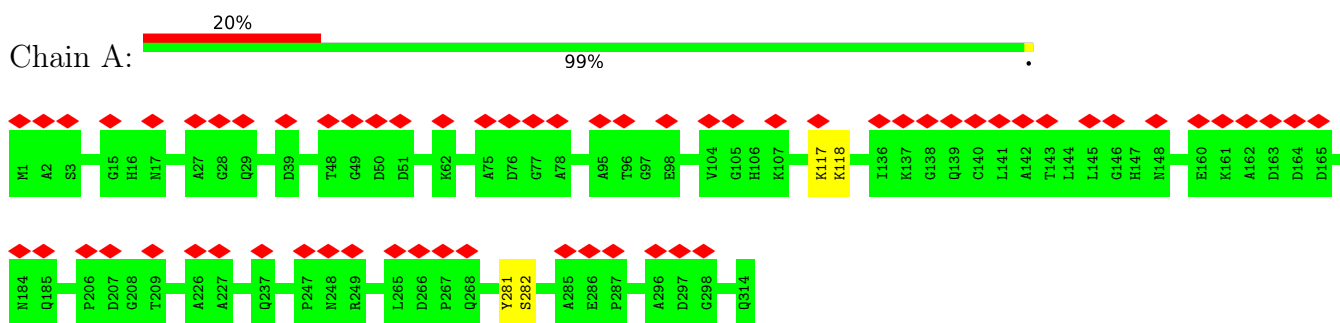 20%
Chain A:
99%
.
M1 A2 S3 G15 H16 N17 A27 G28 Q29 D39 T48 G49 D50 D51 K62 A75 D76 G77 A78 A95 T96 G97 E98 V104 G105 H106 K107 K117 K118 I136 K137 G138 Q139 C140 L141 A142 T143 L144 L145 G146 H147 N148 E160 K161 A162 D163 D164 D165
N184 Q185 P206 D207 G208 T209 A226 A227 Q237 P247 N248 R249 L265 D266 P267 Q268 Y281 S282 A285 E286 P287 A296 D297 G298 Q314